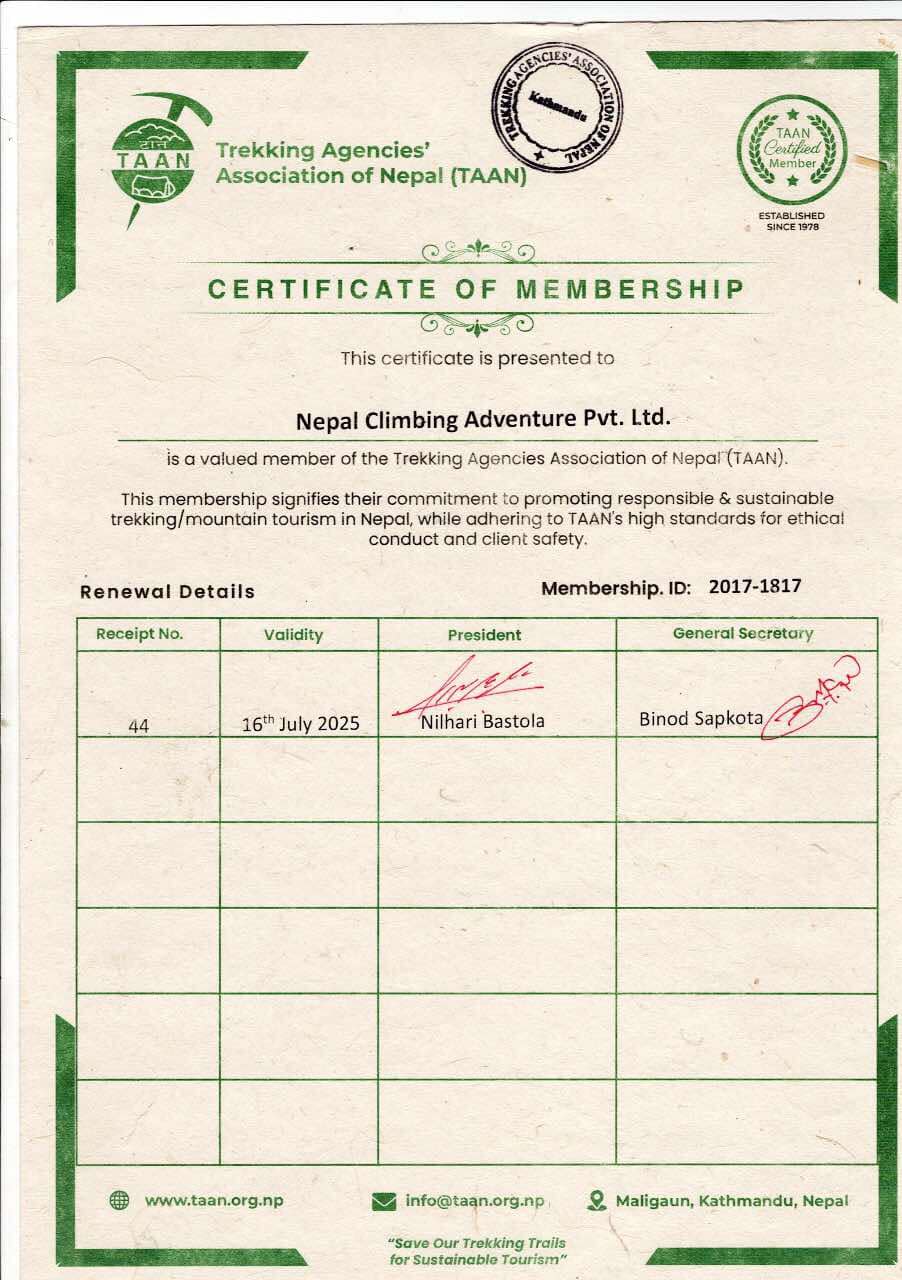 टान
TAAN
Trekking Agencies’
Association of Nepal (TAAN)
TREKKING AGENCIES' ASSOCIATION OF NEPAL
Kathmandu
TAAN
Certified
Member
ESTABLISHED
SINCE 1978
CERTIFICATE OF MEMBERSHIP
This certificate is presented to
Nepal Climbing Adventure Pvt. Ltd.
is a valued member of the Trekking Agencies Association of Nepal (TAAN).
This membership signifies their commitment to promoting responsible & sustainable
trekking/mountain tourism in Nepal, while adhering to TAAN's high standards for ethical
conduct and client safety.
Renewal Details
Membership. ID: 2017-1817
Receipt No. Validity President General Secretary
44 16th July 2025 Nilhari Bastola Binod Sapkota
www.taan.org.np info@taan.org.np Maligaun, Kathmandu, Nepal
“Save Our Trekking Trails
for Sustainable Tourism”